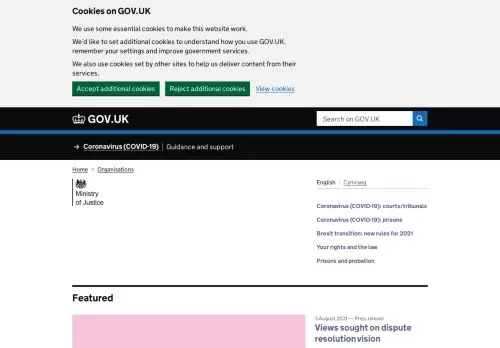 Cookies on GOV.UK
We use some essential cookies to make this website work.
We'd like to set additional cookies to understand how you use GOV.UK,
remember your settings and improve government services.
We also use cookies set by other sites to help us deliver content from their
services.
Accept additional cookies Reject additional cookies View cookies
GOV.UK Search on GOV.UK
→ Coronavirus (COVID-19) Guidance and support
Home > Organisations
Ministry
of Justice
English Cymraeg
Coronavirus (COVID-19): courts/tribunals
Coronavirus (COVID-19): prisons
Brexit transition: new rules for 2021
Your rights and the law
Prisons and probation
Featured
3 August 2021 — Press release
Views sought on dispute
resolution vision